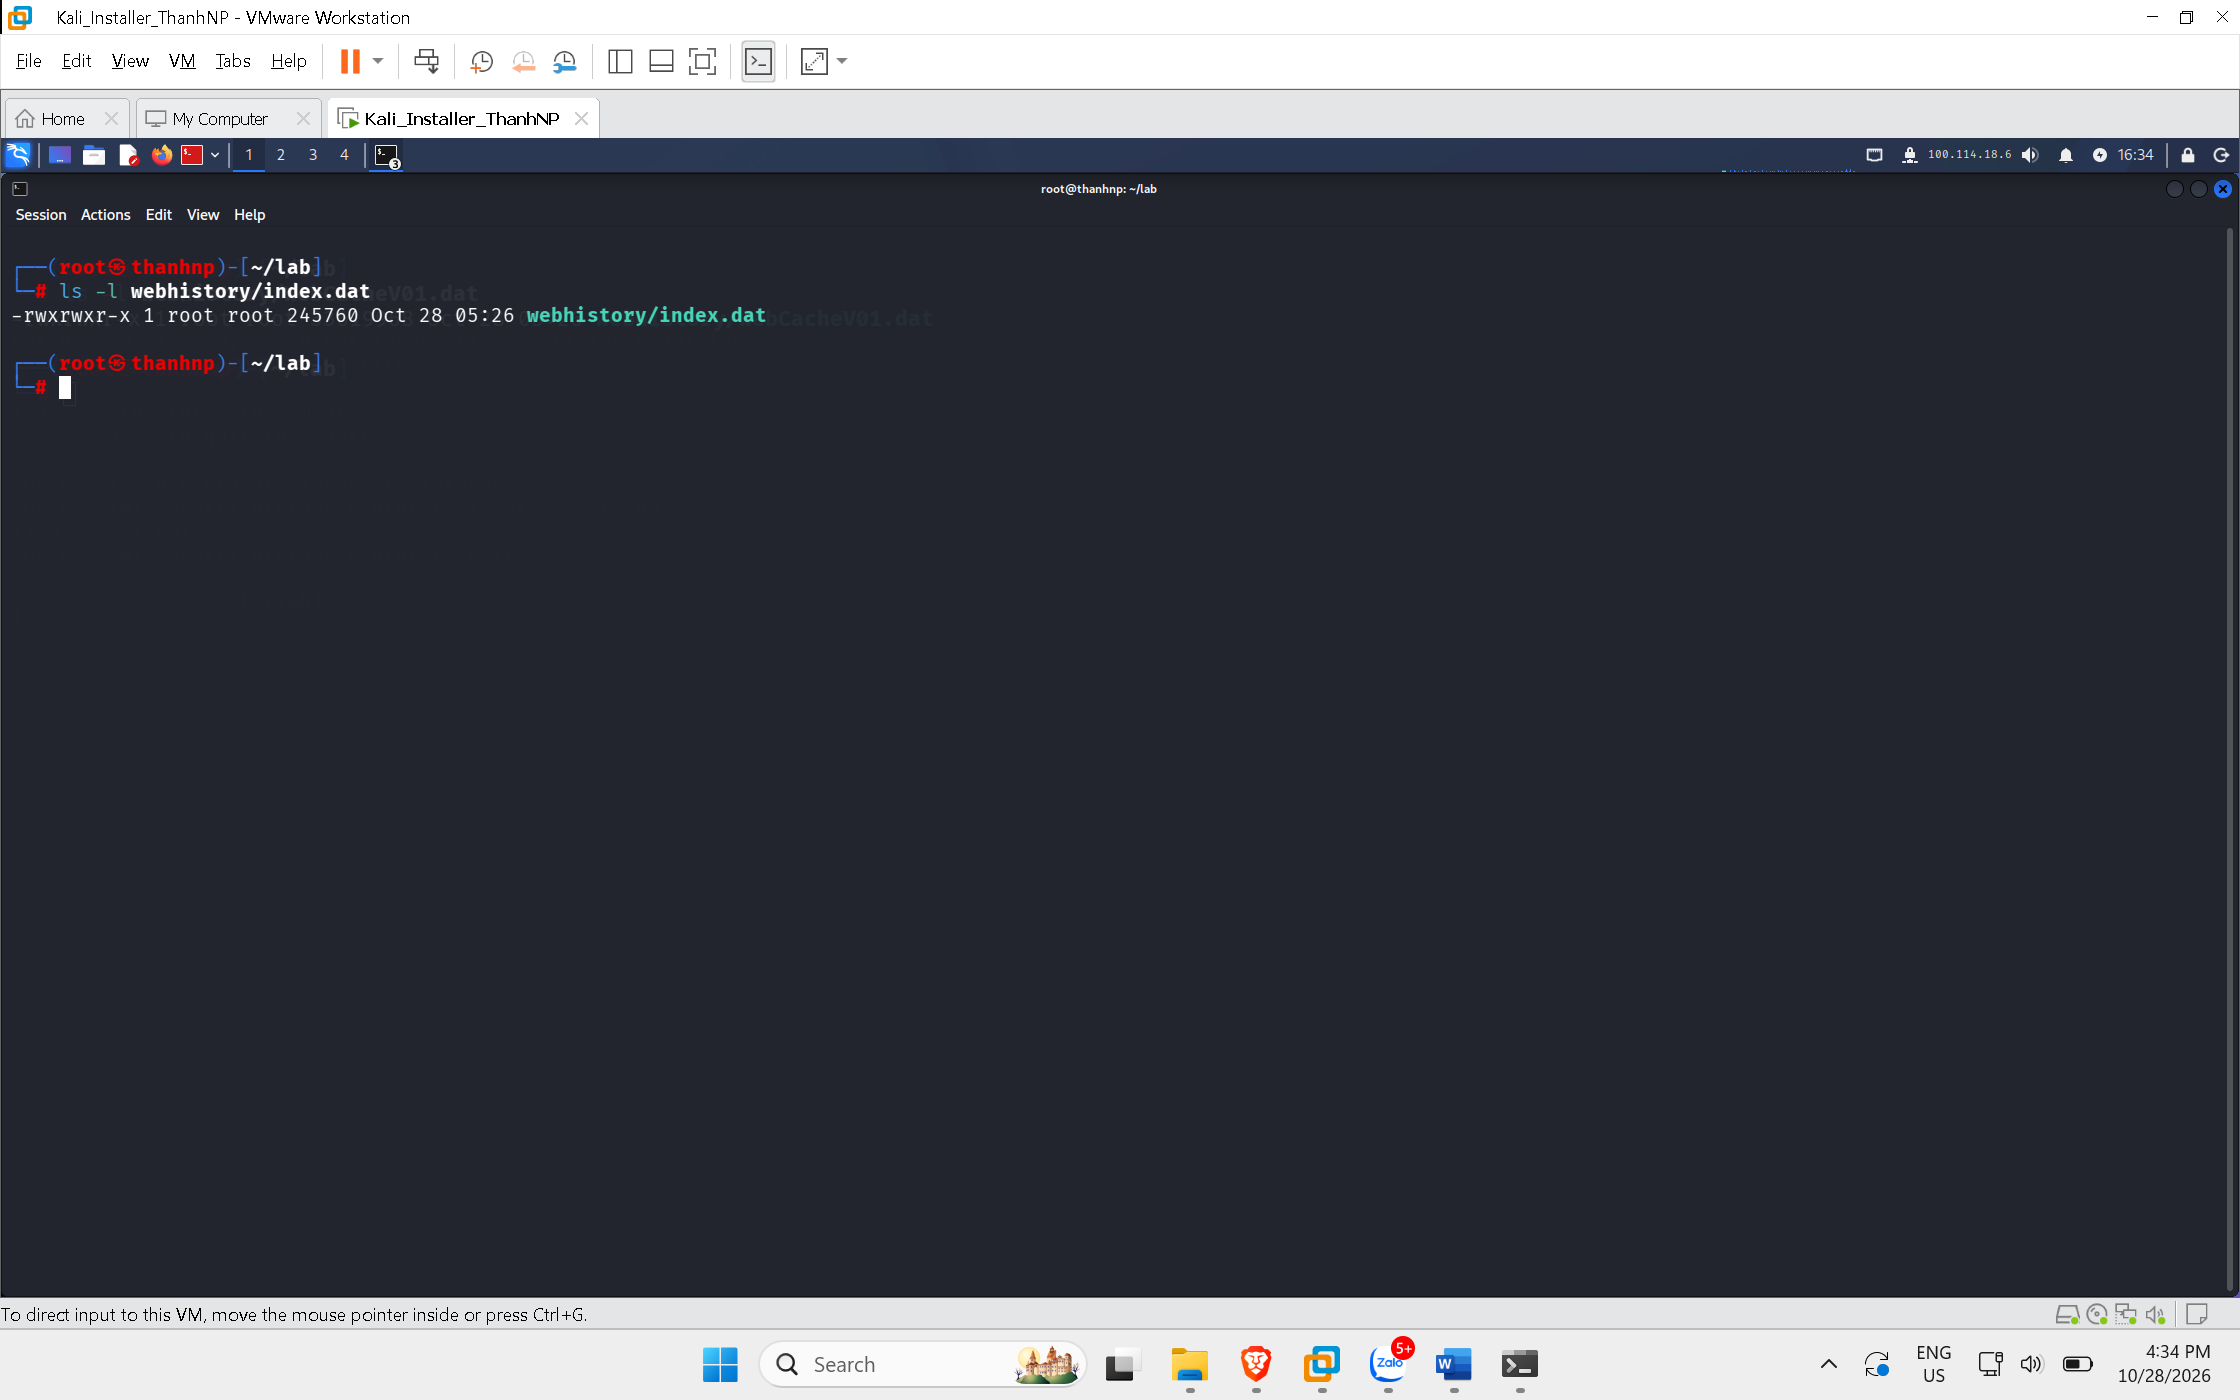 Kali_Installer_ThanhNP - VMware Workstation
File Edit View VM Tabs Help
Home My Computer Kali_Installer_ThanhNP
1 2 3 4 3 100.114.18.6 16:34
root@thanhnp: ~/lab
Session Actions Edit View Help
┌──(root㉿thanhnp)-[~/lab]
└─# ls -l webhistory/index.dat
-rwxrwxr-x 1 root root 245760 Oct 28 05:26 webhistory/index.dat
┌──(root㉿thanhnp)-[~/lab]
└─#
To direct input to this VM, move the mouse pointer inside or press Ctrl+G.
Search
Zalo 5+
W
ENG
US
4:34 PM
10/28/2026